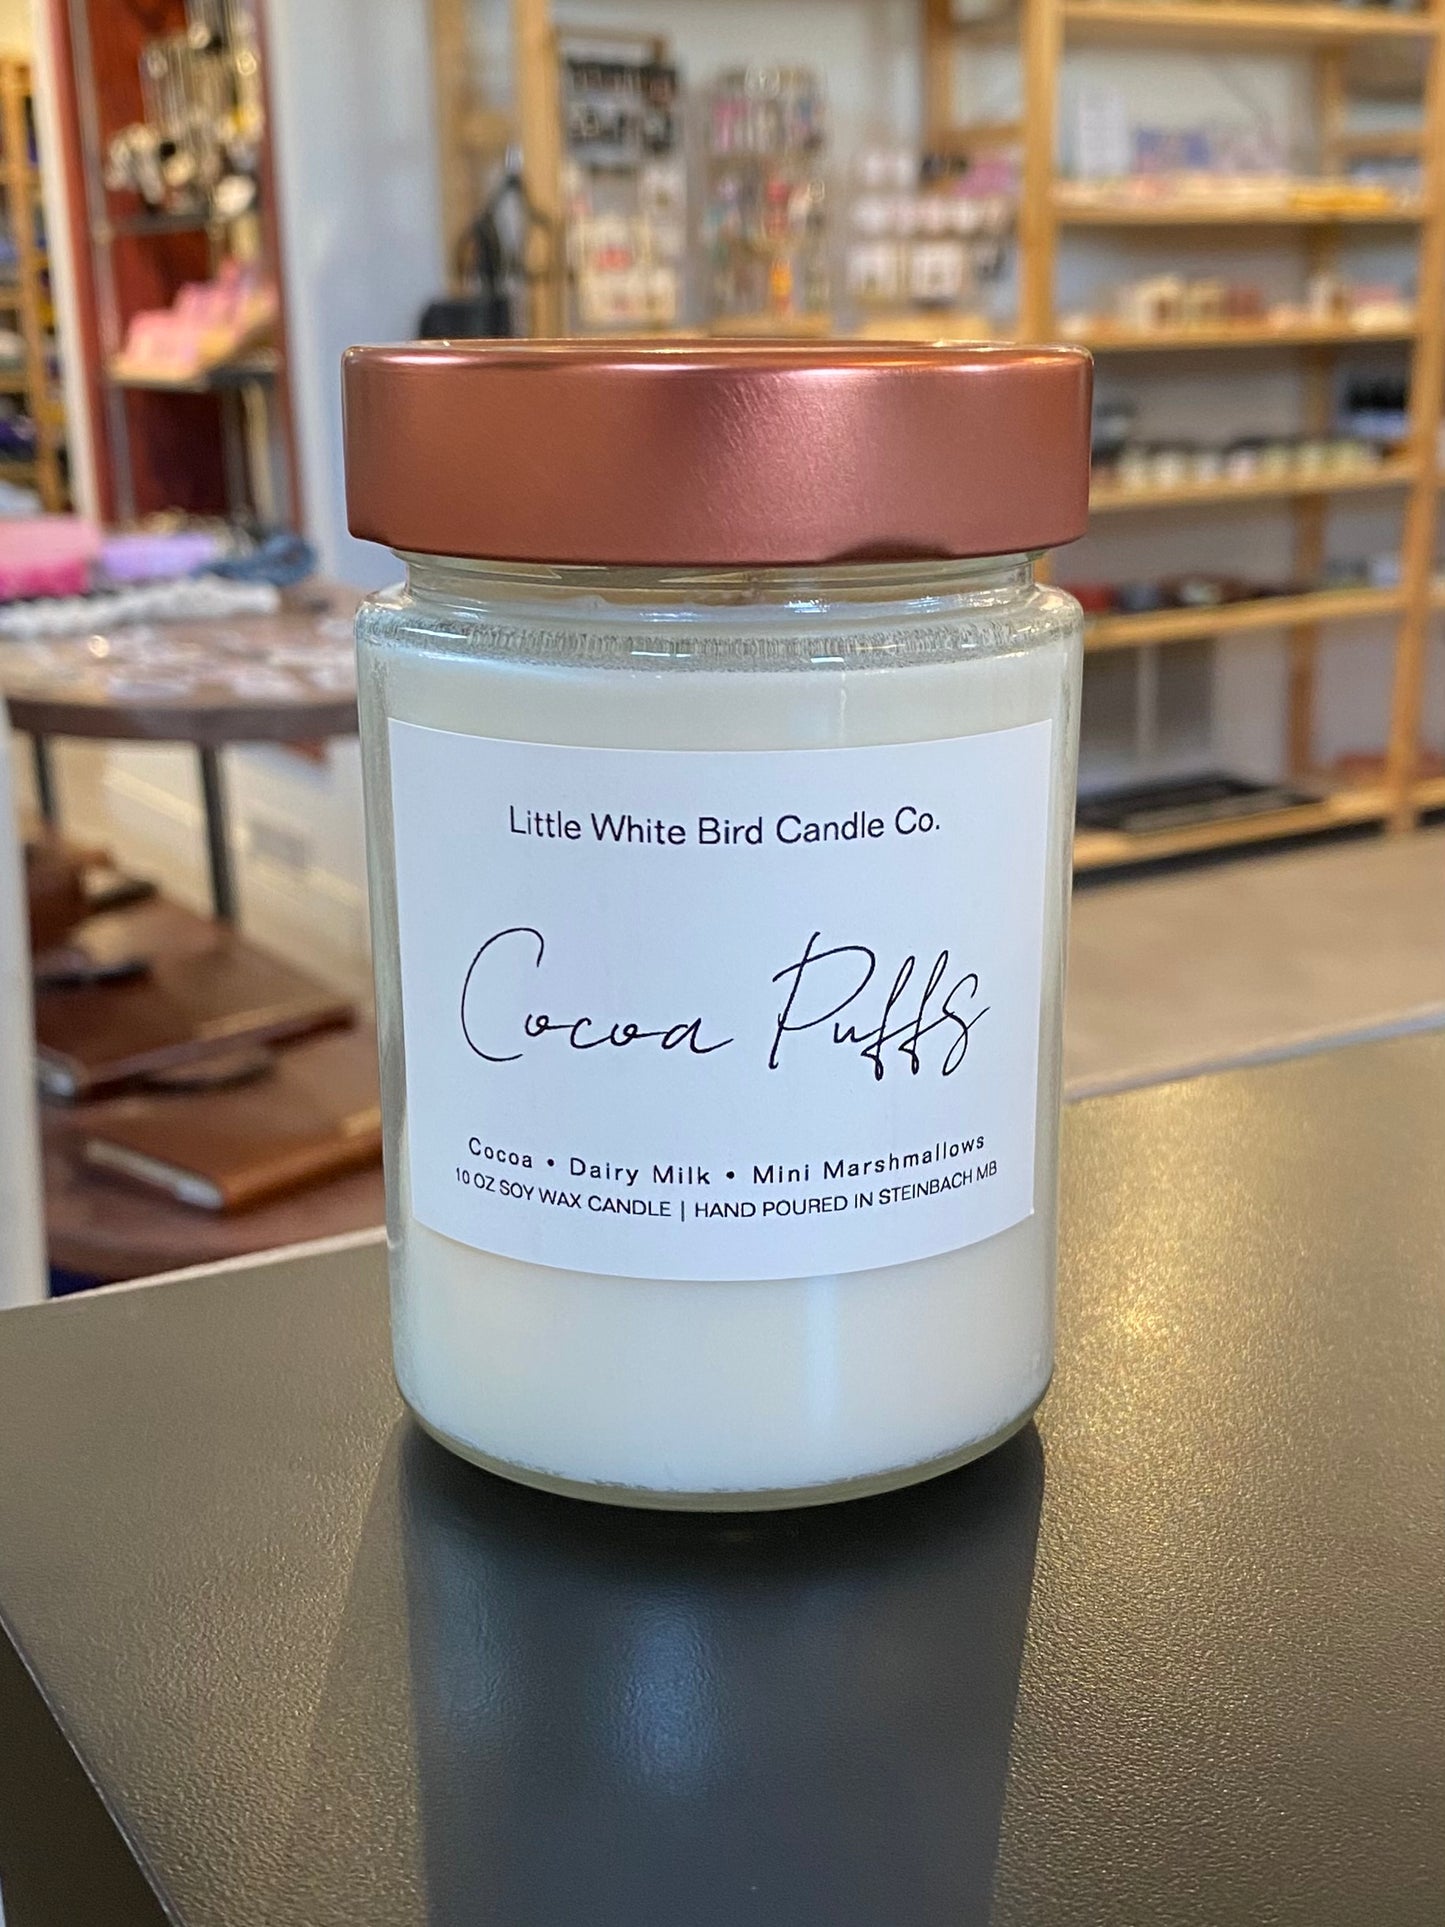 Little White Bird Candle Co.
Cocoa Puffs
Cocoa • Dairy Milk • Mini Marshmallows
10 OZ SOY WAX CANDLE | HAND POURED IN STEINBACH MB